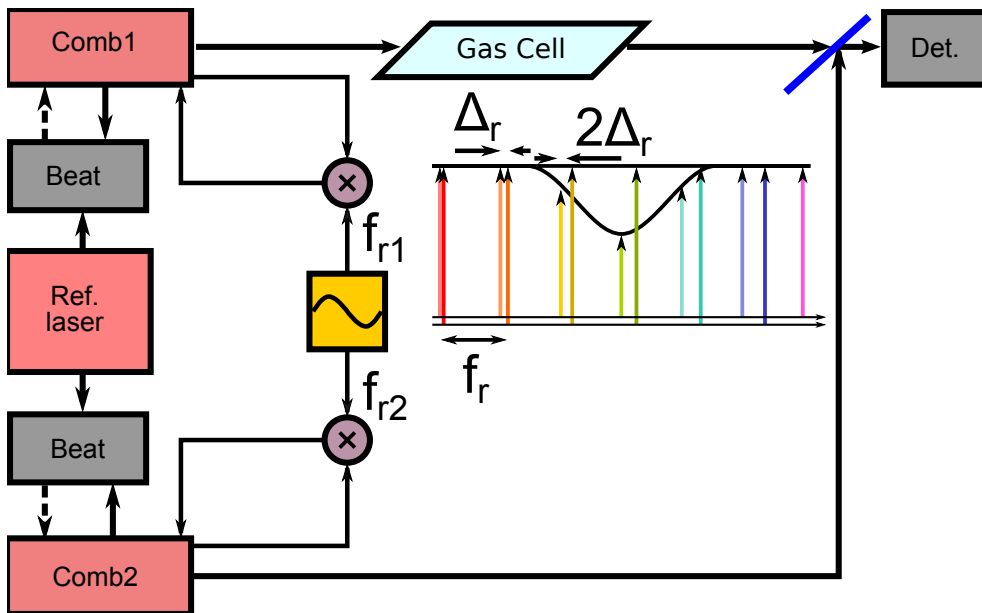 Comb1
Gas Cell
Det.
Δr
2Δr
Beat
×
fr1
Ref.
laser
fr
fr2
Beat
×
Comb2